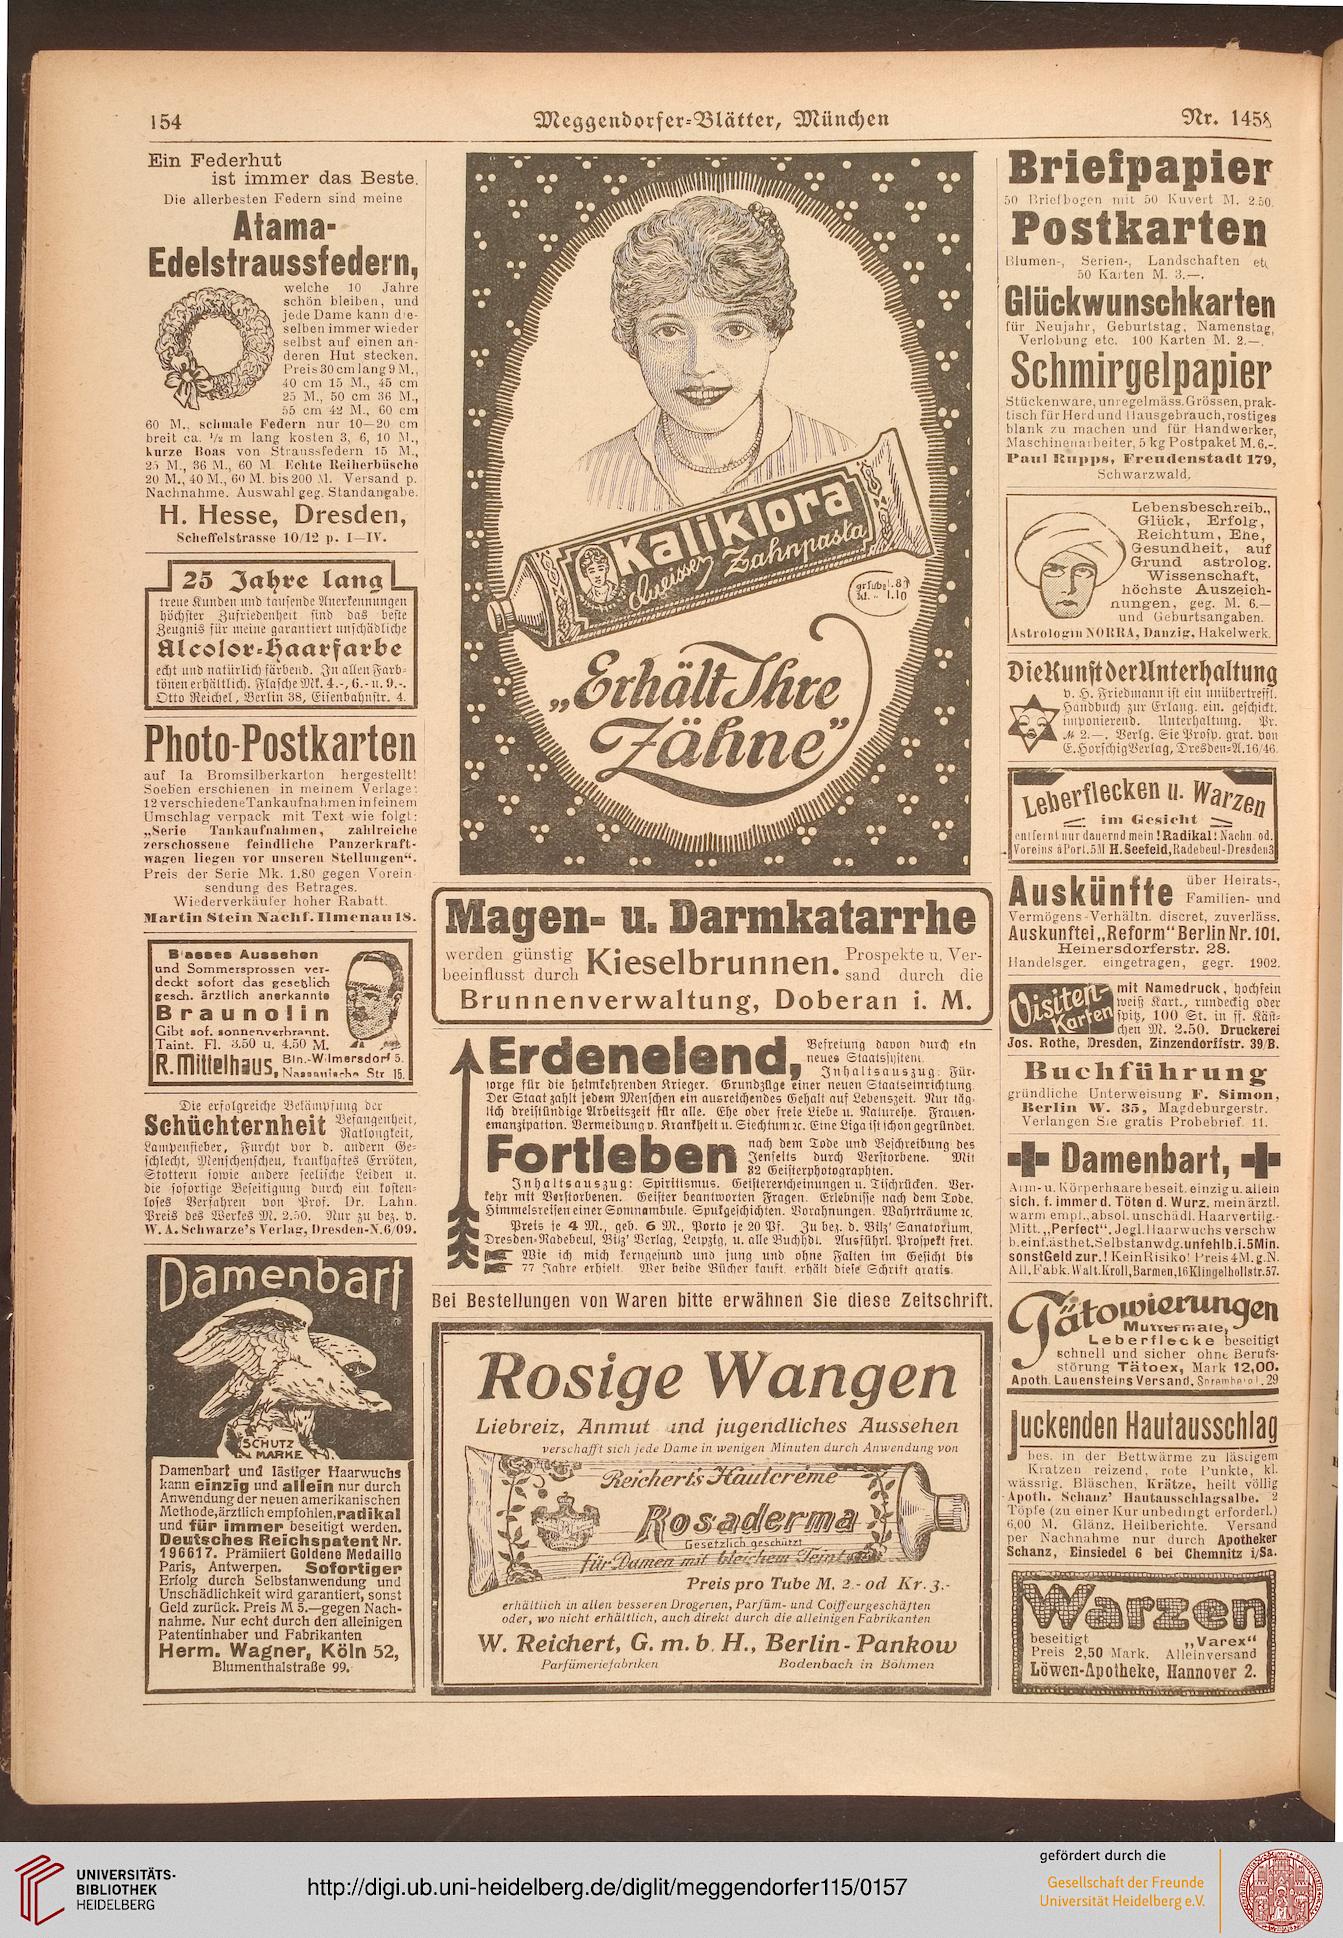 154
Meggendorfer-Blätter, München
Nr. 1458
Ein Federhut
ist immer das Beste.
Die allerbesten Federn sind meine
Atama-
Edelstraussfedern,
welche 10 Jahre
schön bleiben, und
jede Dame kann die-
selben immer wieder
selbst auf einen an-
deren Hut stecken.
Preis 30 cm lang 9 M.,
40 cm 15 M., 45 cm
25 M., 50 cm 36 M.,
55 cm 42 M., 60 cm
60 M., schmale Federn nur 10—20 cm
breit ca. ½ m lang kosten 3, 6, 10 M.,
kurze Boas von Straussfedern 15 M.,
25 M., 36 M., 60 M. Echte Reiherbüsche
20 M., 40 M., 60 M. bis 200 M. Versand p.
Nachnahme. Auswahl geg. Standangabe.
H. Hesse, Dresden,
Scheffelstrasse 10/12 p. I—IV.
25 Jahre lang
treue Kunden und tausende Anerkennungen
höchster Zufriedenheit sind das beste
Zeugnis für meine garantiert unschädliche
Alcolor-Haarfarbe
echt und natürlich färbend. In allen Farb-
tönen erhältlich. Flasche Mk. 4.-, 6.- u. 9.-.
Otto Reichel, Berlin 38, Eisenbahnstr. 4.
Photo-Postkarten
auf Ia Bromsilberkarton hergestellt!
Soeben erschienen in meinem Verlage:
12 verschiedene Tankaufnahmen in feinem
Umschlag verpack mit Text wie folgt:
„Serie Tankaufnahmen, zahlreiche
zerschossene feindliche Panzerkraft-
wagen liegen vor unseren Stellungen“.
Preis der Serie Mk. 1.80 gegen Vorein-
sendung des Betrages.
Wiederverkäufer hoher Rabatt.
Martin Stein Nachf. Ilmenau 18.
Blasses Aussehen
und Sommersprossen ver-
deckt sofort das gesetzlich
gesch. ärztlich anerkannte
Braunolin
Gibt sof. sonnenverbrannt.
Taint. Fl. 3.50 u. 4.50 M.
R. Mittelhaus, Bln.-Wilmersdorf 5.
Nassauische Str 15.
Die erfolgreiche Bekämpfung der
Schüchternheit Befangenheit,
Ratlosigkeit,
Lampenfieber, Furcht vor d. andern Ge-
schlecht, Menschenscheu, krankhaftes Erröten,
Stottern sowie andere seelische Leiden u.
die sofortige Beseitigung durch ein kosten-
loses Verfahren von Prof. Dr. Lahn.
Preis des Werkes M. 2.50. Nur zu bez. v.
W. A. Schwarze's Verlag, Dresden-N.6/09.
Damenbart
SCHUTZ
MARKE
Damenbart und lästiger Haarwuchs
kann einzig und allein nur durch
Anwendung der neuen amerikanischen
Methode, ärztlich empfohlen, radikal
und für immer beseitigt werden.
Deutsches Reichspatent Nr.
196617. Prämiiert Goldene Medaille
Paris, Antwerpen. Sofortiger
Erfolg durch Selbstanwendung und
Unschädlichkeit wird garantiert, sonst
Geld zurück. Preis M 5.—gegen Nach-
nahme. Nur echt durch den alleinigen
Patentinhaber und Fabrikanten
Herm. Wagner, Köln 52,
Blumenthalstraße 99.
Kaliklora
Queisser Zahnpasta
gr. Tube 1.80
kl. „ 1.10
„Erhält Ihre
Zähne“
Magen- u. Darmkatarrhe
werden günstig
beeinflusst durch Kieselbrunnen. Prospekte u. Ver-
sand durch die
Brunnenverwaltung, Doberan i. M.
Erdenelend, Befreiung davon durch ein
neues Staatssystem.
Inhaltsauszug: Für-
sorge für die heimkehrenden Krieger. Grundzüge einer neuen Staatseinrichtung.
Der Staat zahlt jedem Menschen ein ausreichendes Gehalt auf Lebenszeit. Nur täg-
lich dreistündige Arbeitszeit für alle. Ehe oder freie Liebe u. Naturehe. Frauen-
emanzipation. Vermeidung v. Krankheit u. Siechtum ꝛc. Eine Liga ist schon gegründet.
Fortleben nach dem Tode und Beschreibung des
Jenseits durch Verstorbene. Mit
32 Geisterphotographien.
Inhaltsauszug: Spiritismus. Geistererscheinungen u. Tischrücken. Ver-
kehr mit Verstorbenen. Geister beantworten Fragen. Erlebnisse nach dem Tode.
Himmelsreisen einer Somnambule. Spukgeschichten. Vorahnungen. Wahrträume ꝛc.
Preis je 4 M., geb. 6 M., Porto je 20 Pf. Zu bez. d. Bilz' Sanatorium,
Dresden-Radebeul, Bilz' Verlag, Leipzig, u. alle Buchhdl. Ausführl. Prospekt frei.
Wie ich mich kerngesund und jung und ohne Falten im Gesicht bis
77 Jahre erhielt. Wer beide Bücher kauft, erhält diese Schrift gratis.
Bei Bestellungen von Waren bitte erwähnen Sie diese Zeitschrift.
Rosige Wangen
Liebreiz, Anmut und jugendliches Aussehen
verschafft sich jede Dame in wenigen Minuten durch Anwendung von
Reichert's Hautcrême
Rosaderma
Gesetzlich geschützt
für Damen mit bleichem Teint
Preis pro Tube M. 2.- od Kr. 3.-
erhältlich in allen besseren Drogerien, Parfüm- und Coiffeurgeschäften
oder, wo nicht erhältlich, auch direkt durch die alleinigen Fabrikanten
W. Reichert, G. m. b. H., Berlin-Pankow
Parfümeriefabriken Bodenbach in Böhmen
Briefpapier
50 Briefbogen mit 50 Kuvert M. 2.50.
Postkarten
Blumen-, Serien-, Landschaften etc
50 Karten M. 3.—.
Glückwunschkarten
für Neujahr, Geburtstag, Namenstag,
Verlobung etc. 100 Karten M. 2.—.
Schmirgelpapier
Stückenware, unregelmäss. Grössen, prak-
tisch für Herd und Hausgebrauch, rostiges
blank zu machen und für Handwerker,
Maschinenarbeiter, 5 kg Postpaket M. 6.-.
Paul Rupps, Freudenstadt 179,
Schwarzwald.
Lebensbeschreib.,
Glück, Erfolg,
Reichtum, Ehe,
Gesundheit, auf
Grund astrolog.
Wissenschaft,
höchste Auszeich-
nungen, geg. M. 6.—
und Geburtsangaben.
Astrologin NORRA, Danzig, Hakelwerk.
Die Kunst der Unterhaltung
v. H. Friedmann ist ein unübertreffl.
Handbuch zur Erlang. ein. geschickt.
imponierend. Unterhaltung. Pr.
ℳ 2.—. Verlg. Sie Prosp. grat. von
E. Horschig Verlag, Dresden-A. 16/46.
Leberflecken u. Warzen
im Gesicht
entfernt nur dauernd mein ! Radikal ! Nachn. od.
Voreins. à Port. 5 M H. Seefeld, Radebeul-Dresden 3
Auskünfte über Heirats-,
Familien- und
Vermögens-Verhältn. discret, zuverläss.
Auskunftei „Reform“ Berlin Nr. 101.
Heinersdorferstr. 28.
Handelsger. eingetragen, gegr. 1902.
Visiten-
Karten
mit Namedruck, hochfein
weiß Kart., rundeckig oder
spitz, 100 St. in ff. Käst-
chen M. 2.50. Druckerei
Jos. Rothe, Dresden, Zinzendorfstr. 39/B.
Buchführung
gründliche Unterweisung F. Simon,
Berlin W. 35, Magdeburgerstr.
Verlangen Sie gratis Probebrief 11.
Damenbart,
Arm- u. Körperhaare beseit. einzig u. allein
sich. f. immer d. Töten d. Wurz. mein ärztl.
warm empf., absol. unschädl. Haarvertilg.-
Mitt. „Perfect“. Jegl. Haarwuchs verschw
b. einf. ästhet. Selbstanwdg. unfehlb. i. 5 Min.
sonst Geld zur.! Kein Risiko! Preis 4 M. g. N.
All. Fabk. Walt. Kroll, Barmen, 16 Klingelhollstr. 57.
Tätowierungen
Muttermale,
Leberflecke beseitigt
schnell und sicher ohne Berufs-
störung Tätoex, Mark 12,00.
Apoth. Lauensteins Versand, Spremberg L. 29
Juckenden Hautausschlag
bes. in der Bettwärme zu lästigem
Kratzen reizend, rote Punkte, kl.
wässrig. Bläschen, Krätze, heilt völlig
Apoth. Schanz' Hautausschlagsalbe. 2
Töpfe (zu einer Kur unbedingt erforderl.)
6,00 M. Glänz. Heilberichte. Versand
per Nachnahme nur durch Apotheker
Schanz, Einsiedel 6 bei Chemnitz i/Sa.
Warzen
beseitigt „Varex“
Preis 2,50 Mark. Alleinversand
Löwen-Apotheke, Hannover 2.
UNIVERSITÄTS-
BIBLIOTHEK
HEIDELBERG
http://digi.ub.uni-heidelberg.de/diglit/meggendorfer115/0157
gefördert durch die
Gesellschaft der Freunde
Universität Heidelberg e.V.